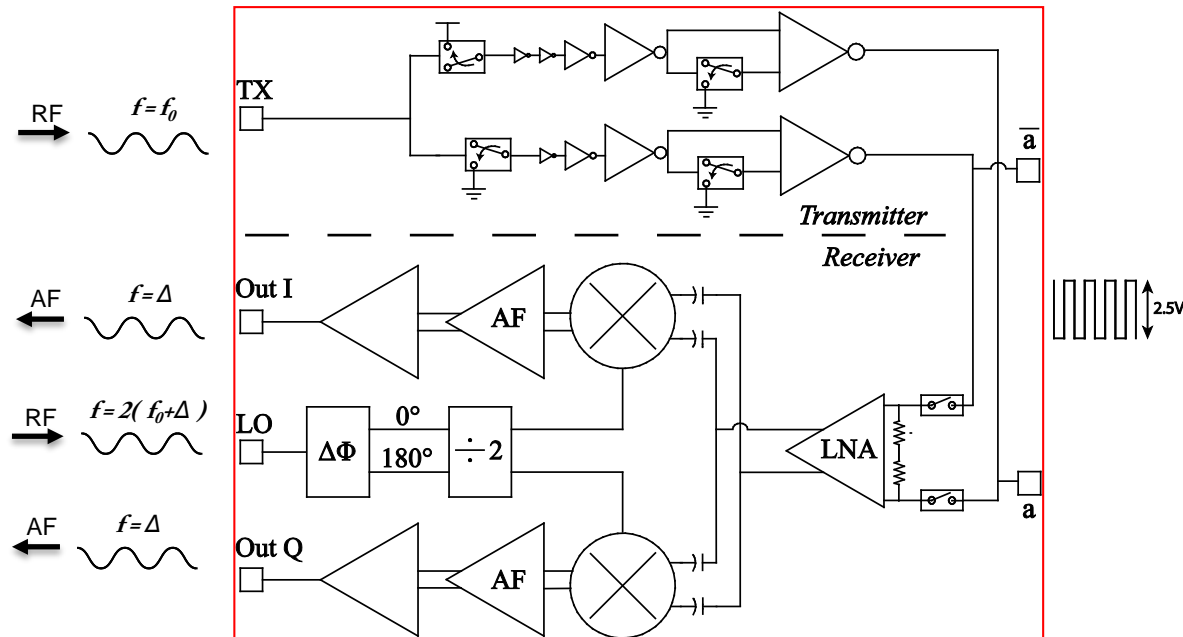 RF
f = f₀
TX
a̅
Transmitter
Receiver
AF
f = Δ
Out I
AF
2.5V
RF
f = 2( f₀+Δ )
LO
0°
180°
ΔΦ
÷ 2
LNA
a
AF
f = Δ
Out Q
AF